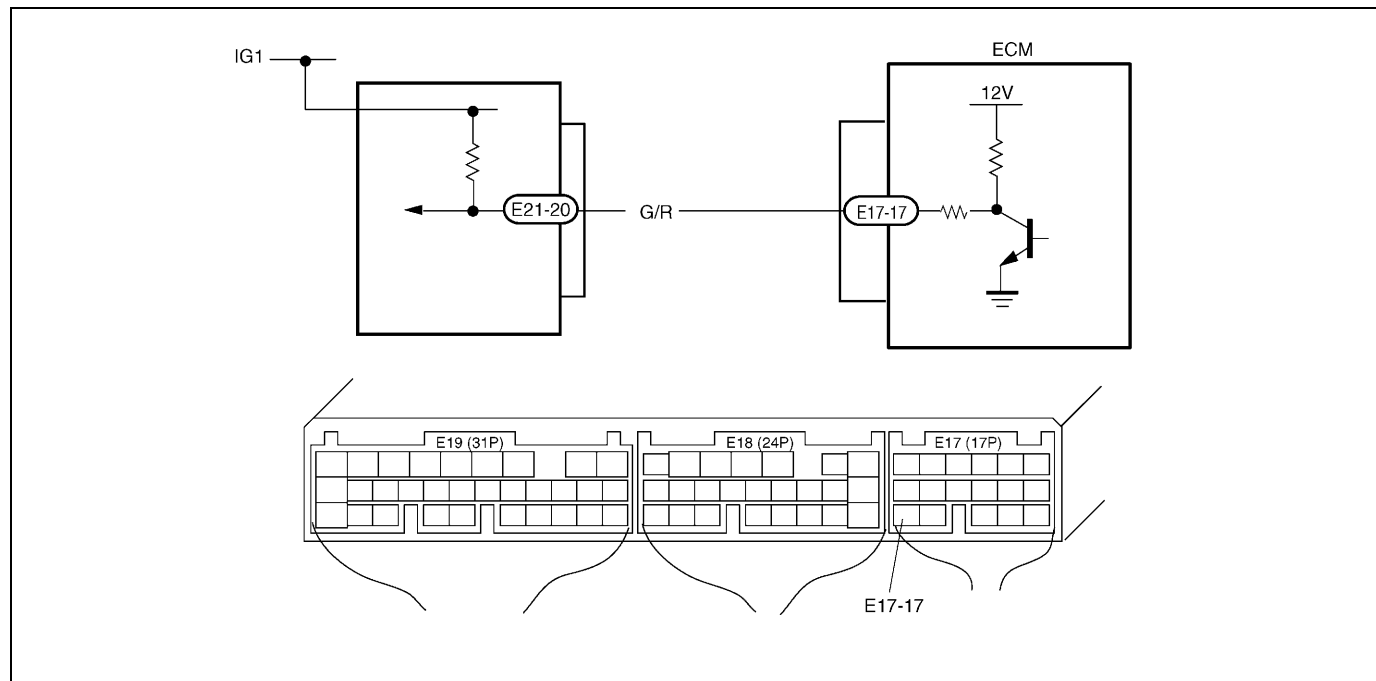 IG1
ECM
12V
E21-20
G/R
E17-17
E19 (31P)
E18 (24P)
E17 (17P)
E17-17